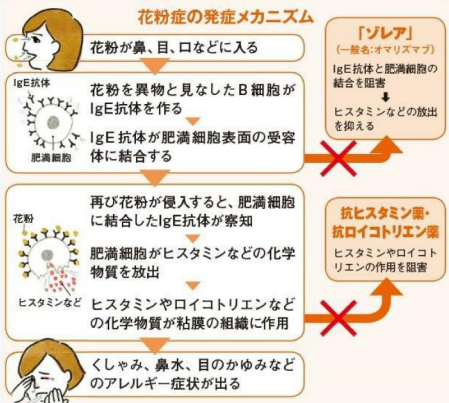 花粉症の発症メカニズム
花粉が鼻、目、口などに入る
IgE抗体
肥満細胞
花粉を異物と見なしたB細胞が
IgE抗体を作る
IgE抗体が肥満細胞表面の受容
体に結合する
「ゾレア」
(一般名:オマリズマブ)
IgE抗体と肥満細胞の
結合を阻害
ヒスタミンなどの放出
を抑える
花粉
ヒスタミンなど
再び花粉が侵入すると、肥満細胞
に結合したIgE抗体が察知
肥満細胞がヒスタミンなどの化学
物質を放出
ヒスタミンやロイコトリエンなど
の化学物質が粘膜の組織に作用
抗ヒスタミン薬・
抗ロイコトリエン薬
ヒスタミンやロイコト
リエンの作用を阻害
くしゃみ、鼻水、目のかゆみなど
のアレルギー症状が出る